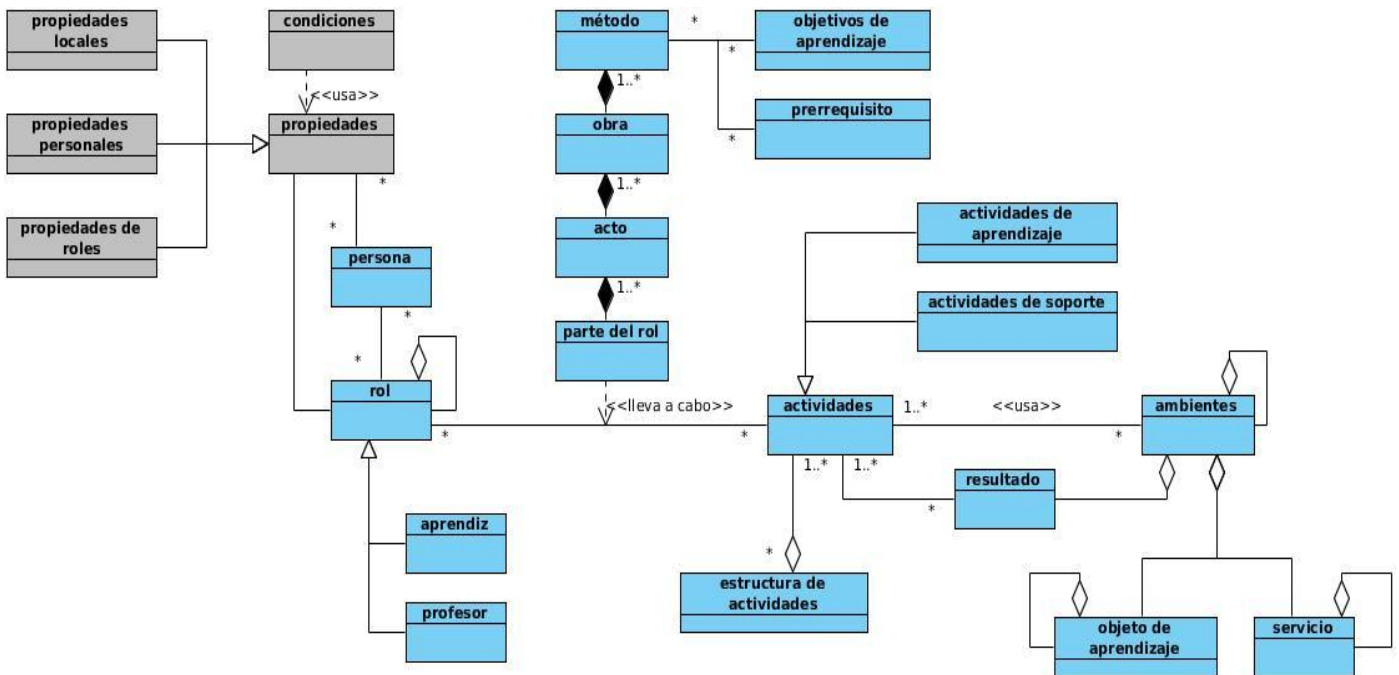 propiedades
locales
condiciones
método
*
objetivos de
aprendizaje
*
1..*
<<usa>>
propiedades
personales
propiedades
obra
prerrequisito
*
*
1..*
propiedades de
roles
*
acto
actividades de
aprendizaje
persona
1..*
actividades de soporte
*
parte del rol
*
rol
<<lleva a cabo>>
actividades
1..*
<<usa>>
ambientes
*
*
*
1..*
1..*
resultado
*
aprendiz
*
estructura de
actividades
profesor
objeto de
aprendizaje
servicio